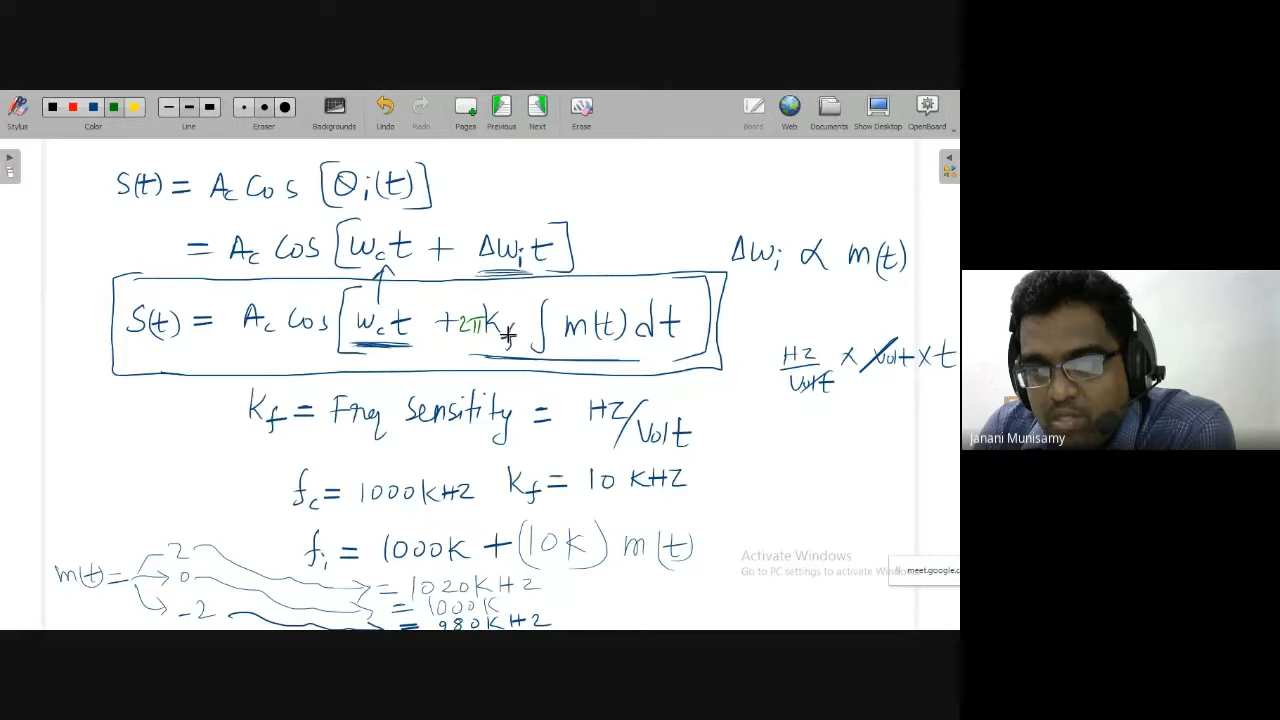 Stylus Color Line Eraser Backgrounds Undo Redo Pages Previous Next Erase Board Web Documents Show Desktop OpenBoard
S(t) = Ac Cos [θi(t)]
= Ac Cos [wct + Δwit]
Δwi ∝ m(t)
S(t) = Ac Cos [wct + 2πkf ∫ m(t) dt
HZ/Volt × Volt × t
Kf = Freq Sensitity = HZ/Volt
Janani Munisamy
fc = 1000KHZ kf = 10 KHZ
fi = 1000K + (10K) m(t)
Activate Windows
Go to PC settings to activate Win
meet.google.c
m(t) = 2 0 -2
= 1020KHZ
= 1000K
= 980KHZ